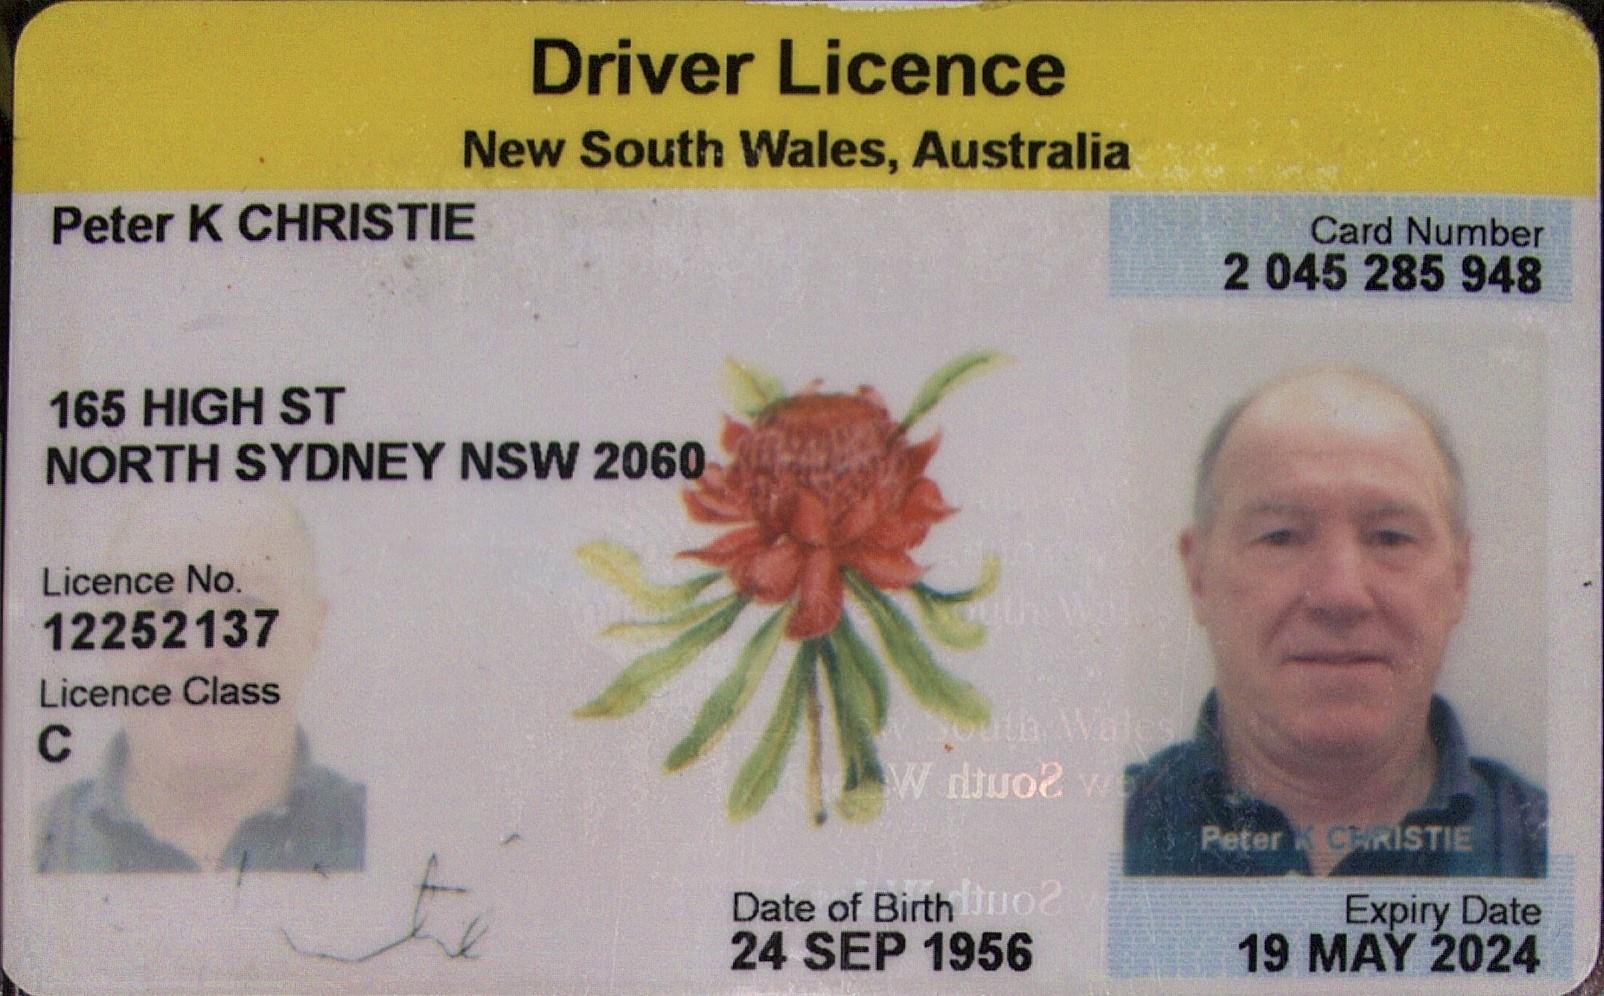 Driver Licence
New South Wales, Australia
Peter K CHRISTIE
Card Number
2 045 285 948
165 HIGH ST
NORTH SYDNEY NSW 2060
Licence No.
12252137
Licence Class
C
New South Wales
South Wales
South
Peter K CHRISTIE
Date of Birth
24 SEP 1956
Expiry Date
19 MAY 2024